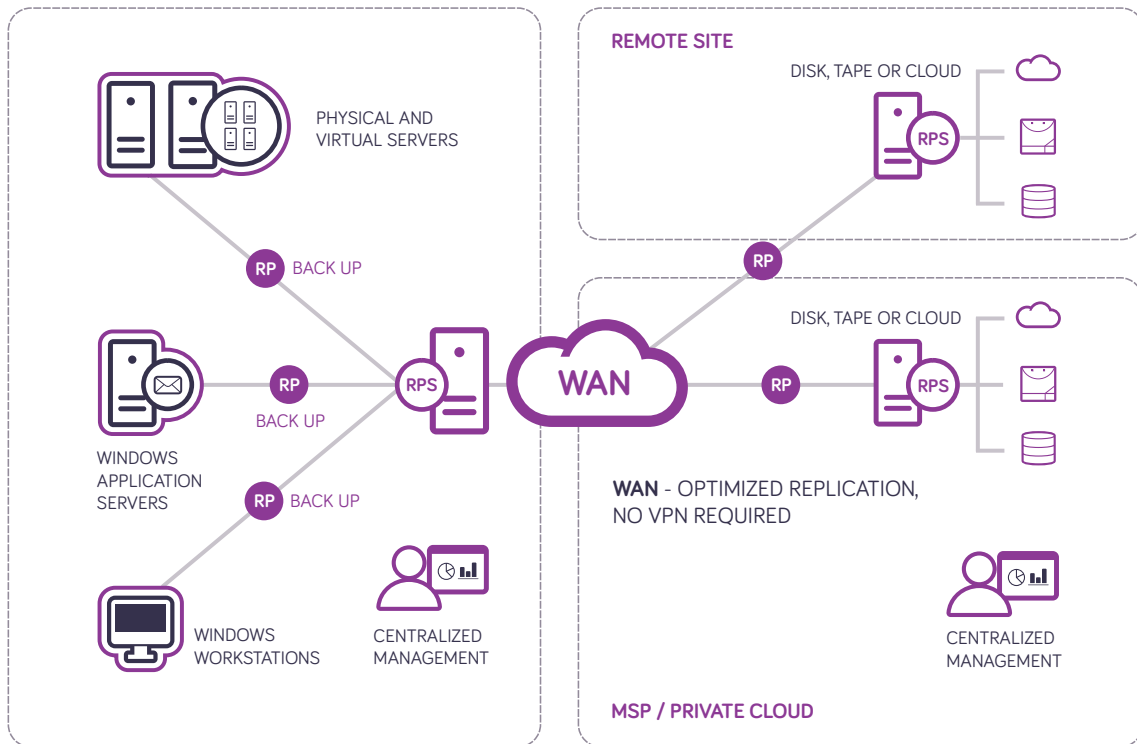 PHYSICAL AND
VIRTUAL SERVERS
RP
BACK UP
RP
BACK UP
WINDOWS
APPLICATION
SERVERS
RP
BACK UP
WINDOWS
WORKSTATIONS
RPS
CENTRALIZED
MANAGEMENT
WAN
REMOTE SITE
DISK, TAPE OR CLOUD
RPS
RP
DISK, TAPE OR CLOUD
RP
RPS
WAN - OPTIMIZED REPLICATION,
NO VPN REQUIRED
CENTRALIZED
MANAGEMENT
MSP / PRIVATE CLOUD